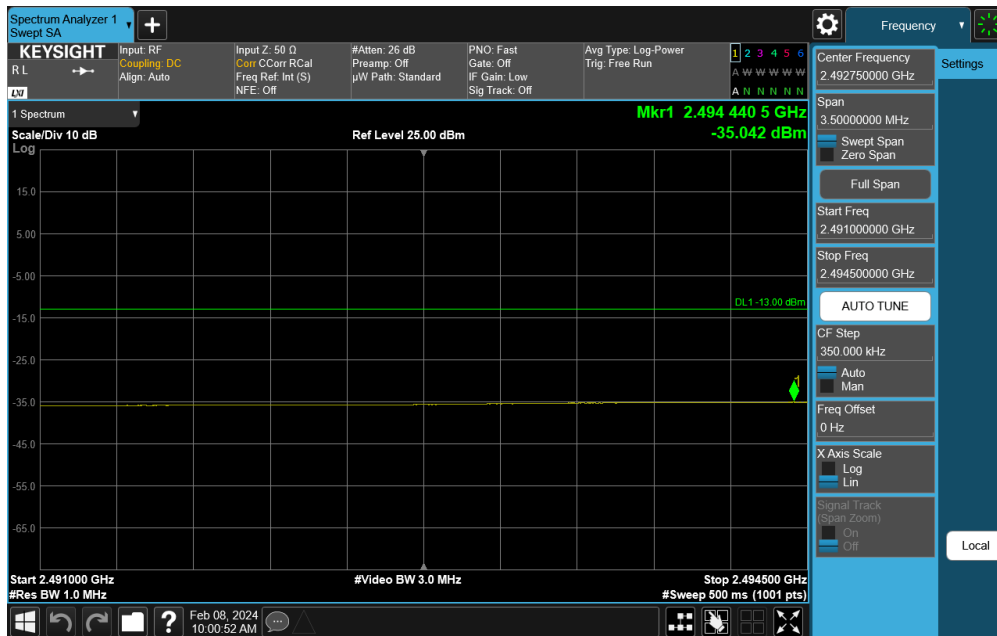 Spectrum Analyzer 1
Swept SA
+
Frequency
KEYSIGHT
RL
LXI
Input: RF
Coupling: DC
Align: Auto
Input Z: 50 Ω
Corr CCorr RCal
Freq Ref: Int (S)
NFE: Off
#Atten: 26 dB
Preamp: Off
µW Path: Standard
PNO: Fast
Gate: Off
IF Gain: Low
Sig Track: Off
Avg Type: Log-Power
Trig: Free Run
1 2 3 4 5 6
A W W W W W
A N N N N N
1 Spectrum
Mkr1 2.494 440 5 GHz
Scale/Div 10 dB
Ref Level 25.00 dBm
-35.042 dBm
Log
15.0
5.00
-5.00
DL1 -13.00 dBm
-15.0
-25.0
1
-35.0
-45.0
-55.0
-65.0
Start 2.491000 GHz
#Video BW 3.0 MHz
Stop 2.494500 GHz
#Res BW 1.0 MHz
#Sweep 500 ms (1001 pts)
Center Frequency
2.492750000 GHz
Settings
Span
3.50000000 MHz
Swept Span
Zero Span
Full Span
Start Freq
2.491000000 GHz
Stop Freq
2.494500000 GHz
AUTO TUNE
CF Step
350.000 kHz
Auto
Man
Freq Offset
0 Hz
X Axis Scale
Log
Lin
Signal Track
(Span Zoom)
On
Off
Local
?
Feb 08, 2024
10:00:52 AM